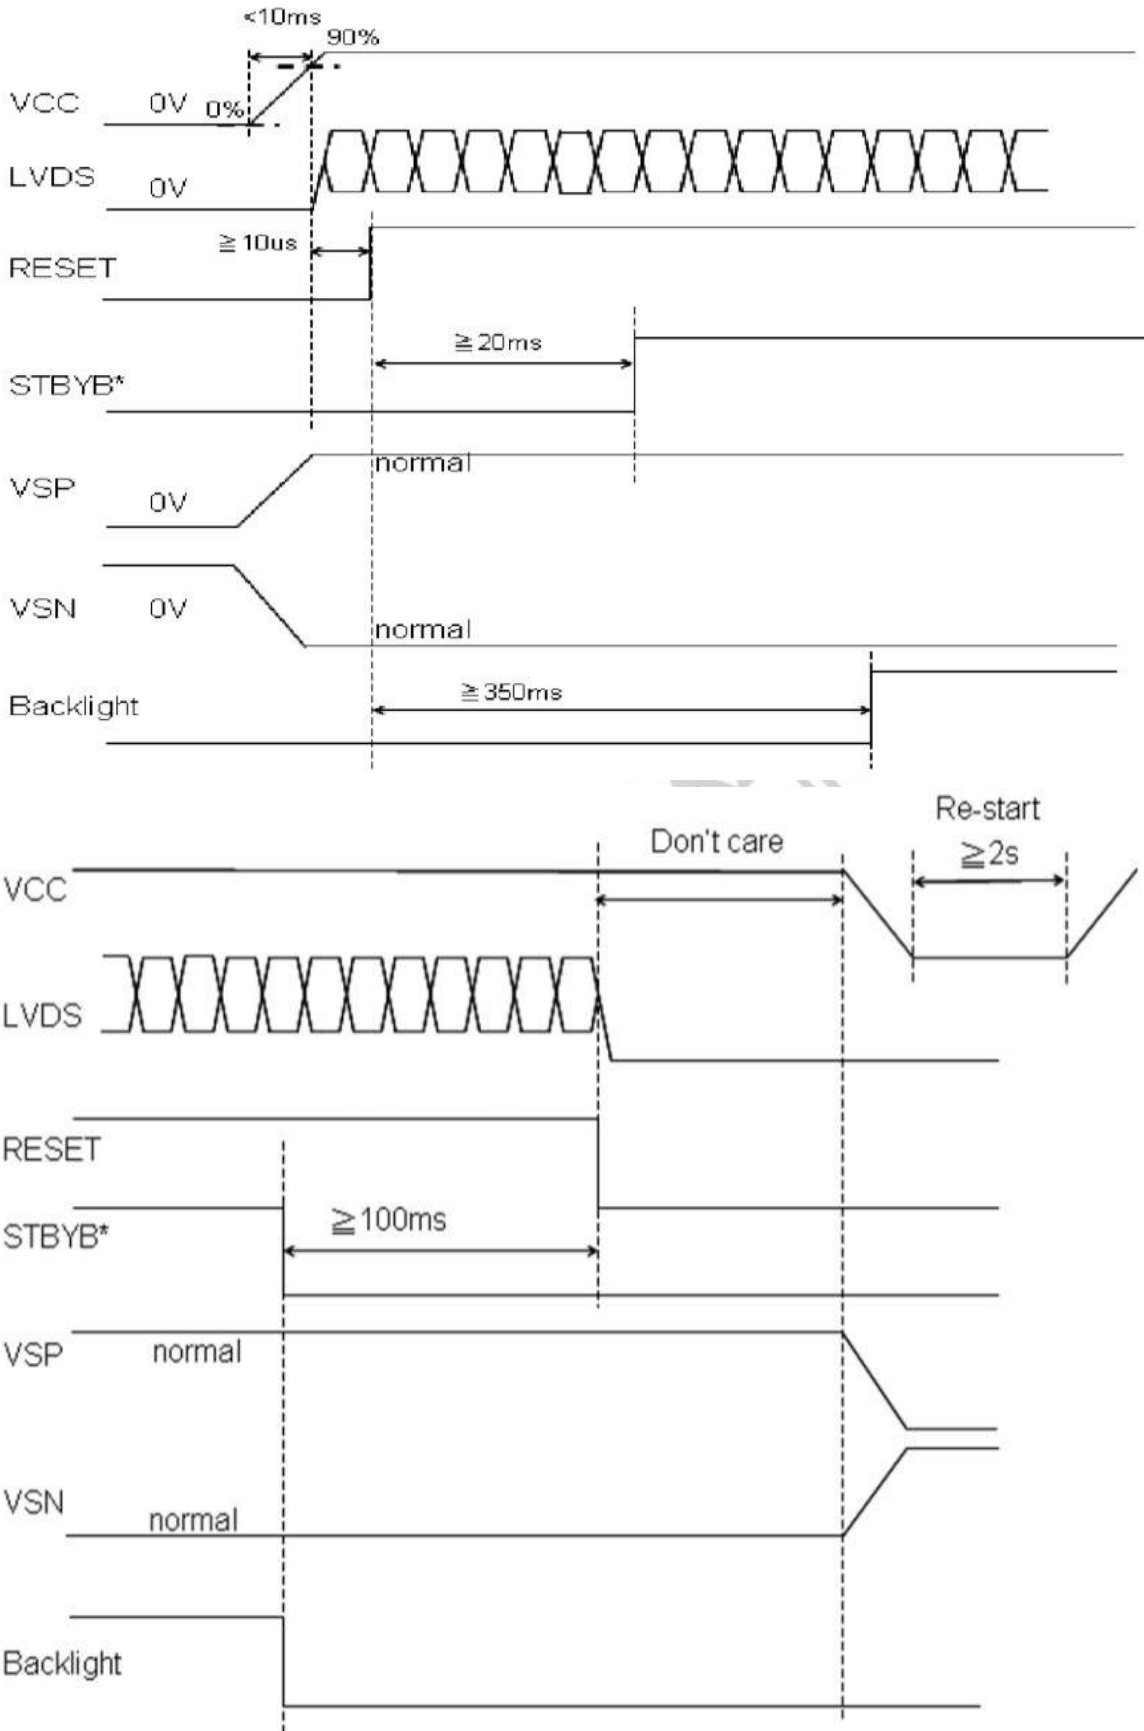 <10ms
90%
VCC 0V 0%
LVDS 0V
≧10us
RESET
≧20ms
STBYB*
normal
VSP 0V
VSN 0V
normal
≧350ms
Backlight
Re-start
Don't care ≧2s
VCC
LVDS
RESET
≧100ms
STBYB*
VSP normal
VSN normal
Backlight